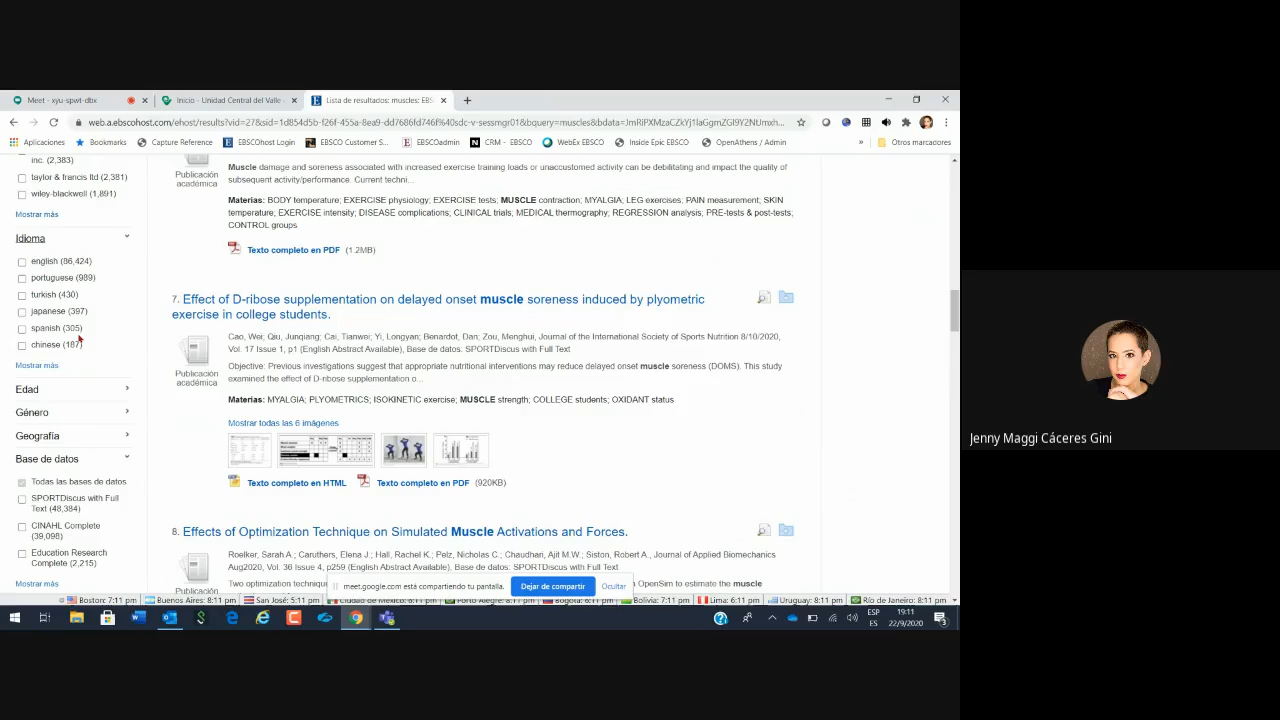 Meet - xyu-spwt-dbx
Inicio - Unidad Central del Valle
Lista de resultados: muscles: EBS
web.a.ebscohost.com/ehost/results?vid=27&sid=1d854d5b-f26f-455a-8ea9-dd7686fd746f%40sdc-v-sessmgr01&bquery=muscles&bdata=JmRiPXMzaCZkYj1laGgmZGI9Y2NtJmxh...
Aplicaciones
Bookmarks
Capture Reference
EBSCOhost Login
EBSCO Customer S...
EBSCOadmin
CRM - EBSCO
WebEx EBSCO
Inside Epic EBSCO
OpenAthens / Admin
»
Otros marcadores
inc. (2,383)
taylor & francis ltd (2,381)
wiley-blackwell (1,891)
Mostrar más
Idioma
english (86,424)
portuguese (989)
turkish (430)
japanese (397)
spanish (305)
chinese (187)
Mostrar más
Edad
Género
Geografía
Base de datos
Todas las bases de datos
SPORTDiscus with Full
Text (48,384)
CINAHL Complete
(39,098)
Education Research
Complete (2,215)
Mostrar más
Publicación
académica
Muscle damage and soreness associated with increased exercise training loads or unaccustomed activity can be debilitating and impact the quality of
subsequent activity/performance. Current techni...
Materias: BODY temperature; EXERCISE physiology; EXERCISE tests; MUSCLE contraction; MYALGIA; LEG exercises; PAIN measurement; SKIN
temperature; EXERCISE intensity; DISEASE complications; CLINICAL trials; MEDICAL thermography; REGRESSION analysis; PRE-tests & post-tests;
CONTROL groups
Texto completo en PDF (1.2MB)
7. Effect of D-ribose supplementation on delayed onset muscle soreness induced by plyometric
exercise in college students.
Publicación
académica
Cao, Wei; Qiu, Junqiang; Cai, Tianwei; Yi, Longyan; Benardot, Dan; Zou, Menghui, Journal of the International Society of Sports Nutrition 8/10/2020,
Vol. 17 Issue 1, p1 (English Abstract Available), Base de datos: SPORTDiscus with Full Text
Objective: Previous investigations suggest that appropriate nutritional interventions may reduce delayed onset muscle soreness (DOMS). This study
examined the effect of D-ribose supplementation o...
Materias: MYALGIA; PLYOMETRICS; ISOKINETIC exercise; MUSCLE strength; COLLEGE students; OXIDANT status
Mostrar todas las 6 imágenes
Texto completo en HTML
Texto completo en PDF (920KB)
8. Effects of Optimization Technique on Simulated Muscle Activations and Forces.
Publicación
Roelker, Sarah A.; Caruthers, Elena J.; Hall, Rachel K.; Pelz, Nicholas C.; Chaudhari, Ajit M.W.; Siston, Robert A., Journal of Applied Biomechanics
Aug2020, Vol. 36 Issue 4, p259 (English Abstract Available), Base de datos: SPORTDiscus with Full Text
Two optimization techniqu
OpenSim to estimate the muscle
meet.google.com está compartiendo tu pantalla.
Dejar de compartir
Ocultar
Boston: 7:11 pm
Buenos Aires: 8:11 pm
San José: 5:11 pm
Bolivia: 7:11 pm
Lima: 6:11 pm
Uruguay: 8:11 pm
Río de Janeiro: 8:11 pm
ESP
ES
19:11
22/9/2020
3
Jenny Maggi Cáceres Gini